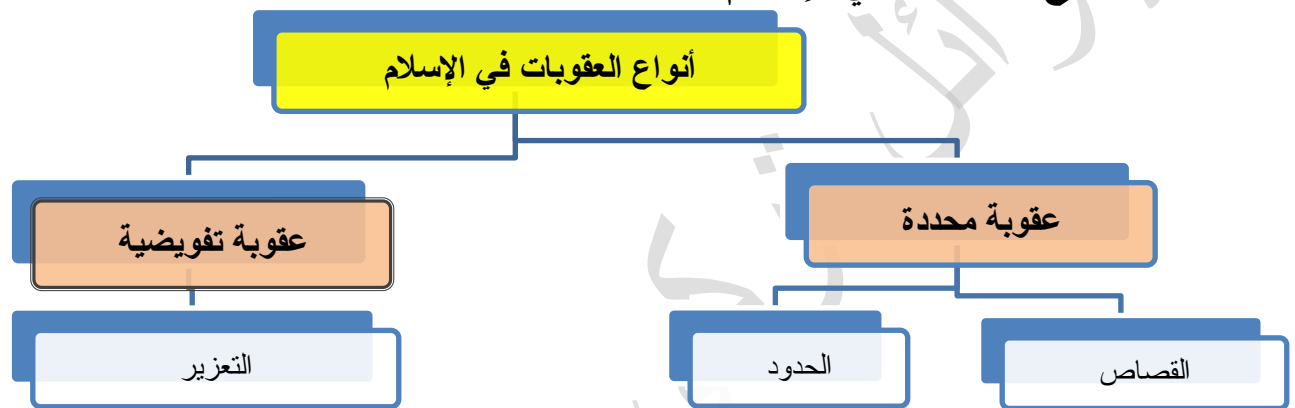 أنواع العقوبات في الإسلام
عقوبة محددة
عقوبة تفويضية
القصاص
الحدود
التعزير